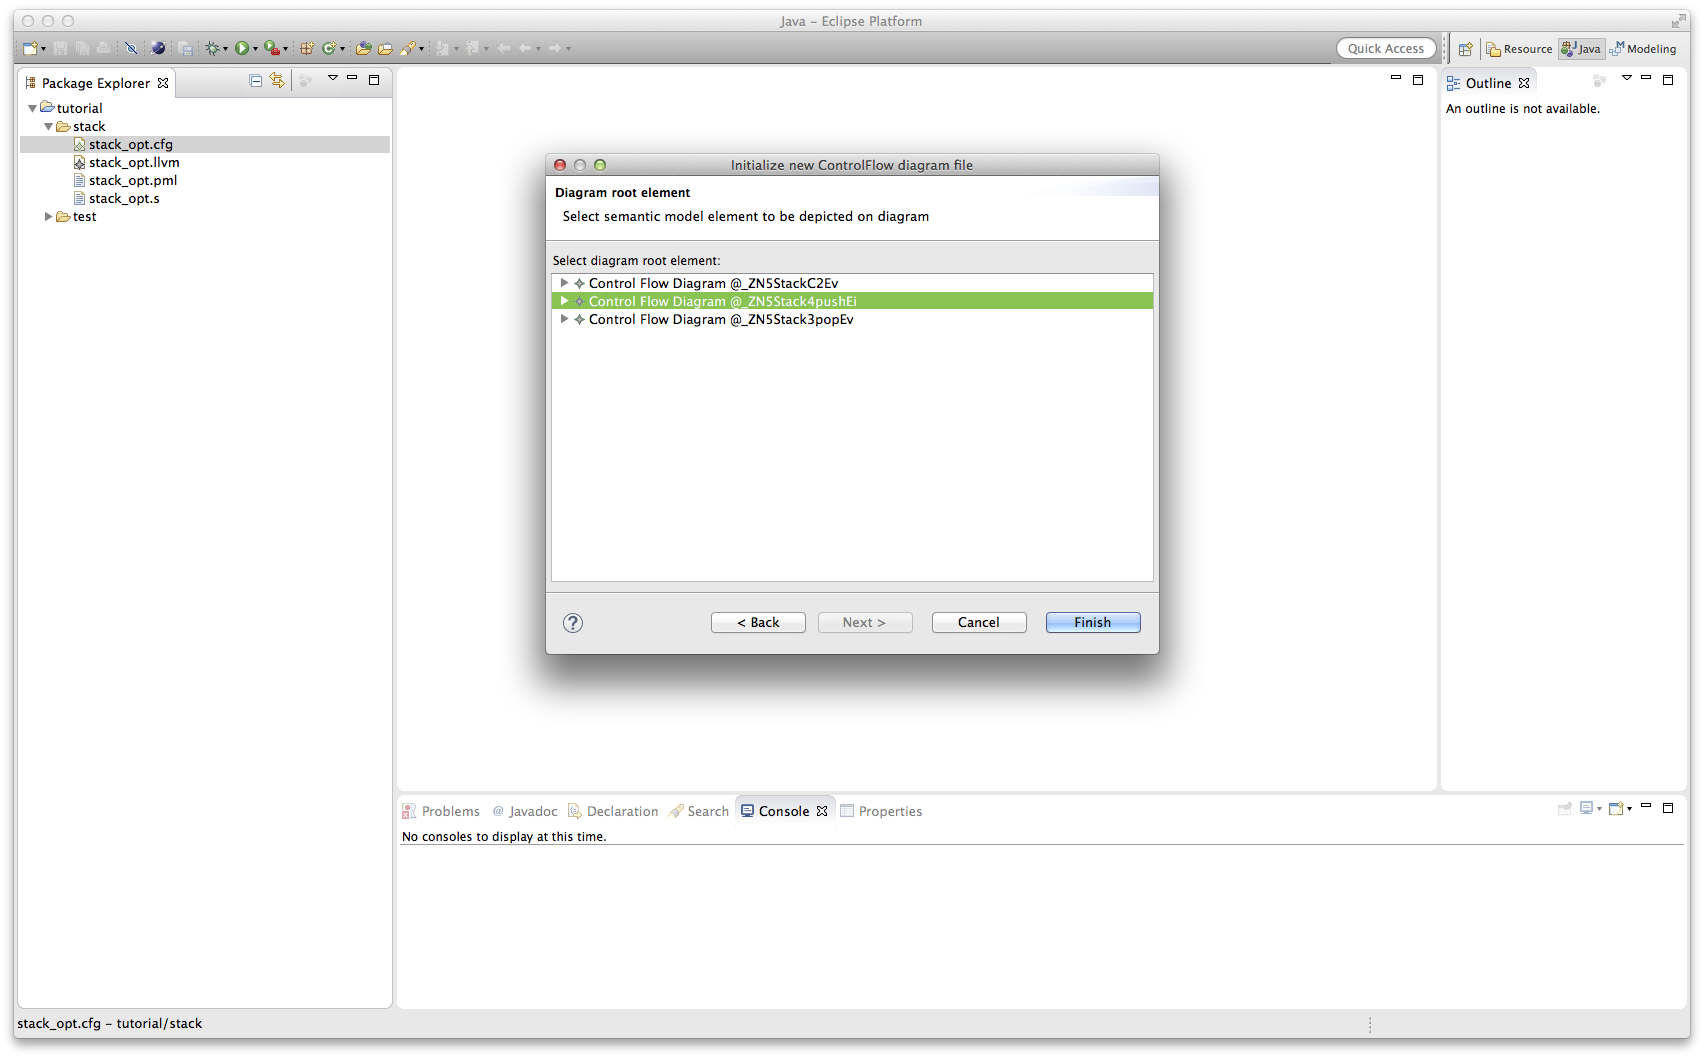 Java – Eclipse Platform
Quick Access
Resource
Java
Modeling
Package Explorer
tutorial
stack
stack_opt.cfg
stack_opt.llvm
stack_opt.pml
stack_opt.s
test
Outline
An outline is not available.
Initialize new ControlFlow diagram file
Diagram root element
Select semantic model element to be depicted on diagram
Select diagram root element:
Control Flow Diagram @_ZN5StackC2Ev
Control Flow Diagram @_ZN5Stack4pushEi
Control Flow Diagram @_ZN5Stack3popEv
?
< Back
Next >
Cancel
Finish
Problems
@ Javadoc
Declaration
Search
Console
Properties
No consoles to display at this time.
stack_opt.cfg – tutorial/stack